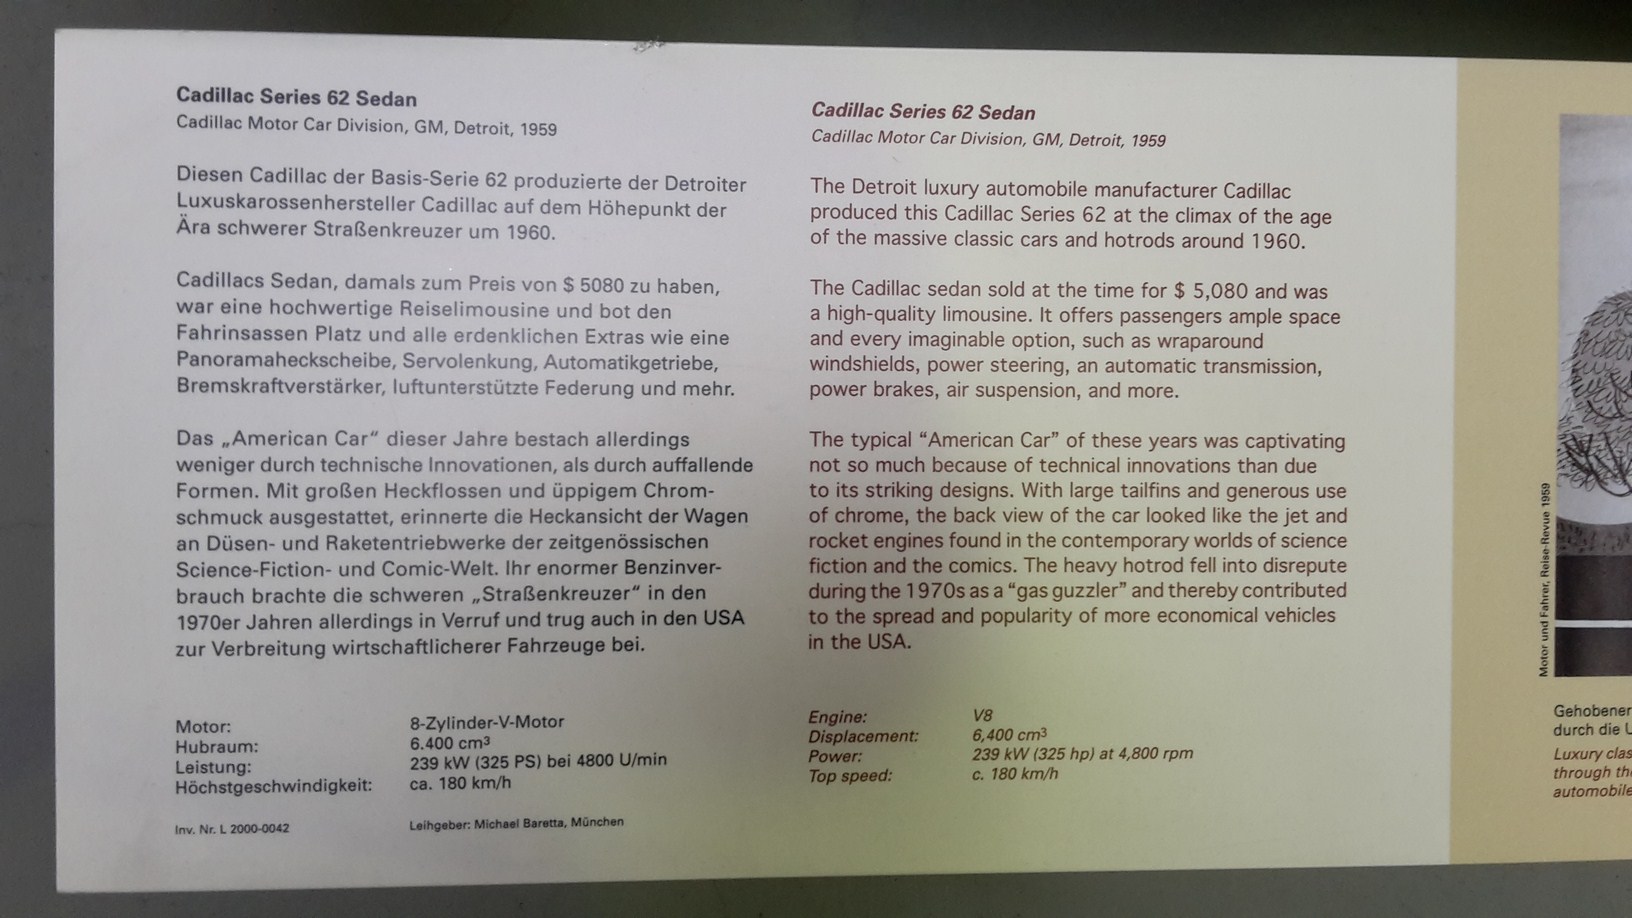 Cadillac Series 62 Sedan
Cadillac Motor Car Division, GM, Detroit, 1959
Diesen Cadillac der Basis-Serie 62 produzierte der Detroiter
Luxuskarossenhersteller Cadillac auf dem Höhepunkt der
Ära schwerer Straßenkreuzer um 1960.
Cadillacs Sedan, damals zum Preis von $ 5080 zu haben,
war eine hochwertige Reiselimousine und bot den
Fahrinsassen Platz und alle erdenklichen Extras wie eine
Panoramaheckscheibe, Servolenkung, Automatikgetriebe,
Bremskraftverstärker, luftunterstützte Federung und mehr.
Das „American Car“ dieser Jahre bestach allerdings
weniger durch technische Innovationen, als durch auffallende
Formen. Mit großen Heckflossen und üppigem Chrom-
schmuck ausgestattet, erinnerte die Heckansicht der Wagen
an Düsen- und Raketentriebwerke der zeitgenössischen
Science-Fiction- und Comic-Welt. Ihr enormer Benzinver-
brauch brachte die schweren „Straßenkreuzer“ in den
1970er Jahren allerdings in Verruf und trug auch in den USA
zur Verbreitung wirtschaftlicherer Fahrzeuge bei.
Motor: 8-Zylinder-V-Motor
Hubraum: 6.400 cm³
Leistung: 239 kW (325 PS) bei 4800 U/min
Höchstgeschwindigkeit: ca. 180 km/h
Inv. Nr. L 2000-0042 Leihgeber: Michael Baretta, München
Cadillac Series 62 Sedan
Cadillac Motor Car Division, GM, Detroit, 1959
The Detroit luxury automobile manufacturer Cadillac
produced this Cadillac Series 62 at the climax of the age
of the massive classic cars and hotrods around 1960.
The Cadillac sedan sold at the time for $ 5,080 and was
a high-quality limousine. It offers passengers ample space
and every imaginable option, such as wraparound
windshields, power steering, an automatic transmission,
power brakes, air suspension, and more.
The typical “American Car” of these years was captivating
not so much because of technical innovations than due
to its striking designs. With large tailfins and generous use
of chrome, the back view of the car looked like the jet and
rocket engines found in the contemporary worlds of science
fiction and the comics. The heavy hotrod fell into disrepute
during the 1970s as a “gas guzzler” and thereby contributed
to the spread and popularity of more economical vehicles
in the USA.
Engine: V8
Displacement: 6,400 cm³
Power: 239 kW (325 hp) at 4,800 rpm
Top speed: c. 180 km/h
Motor und Fahrer, Reise-Revue 1959
Gehobener
durch die U
Luxury clas
through th
automobile